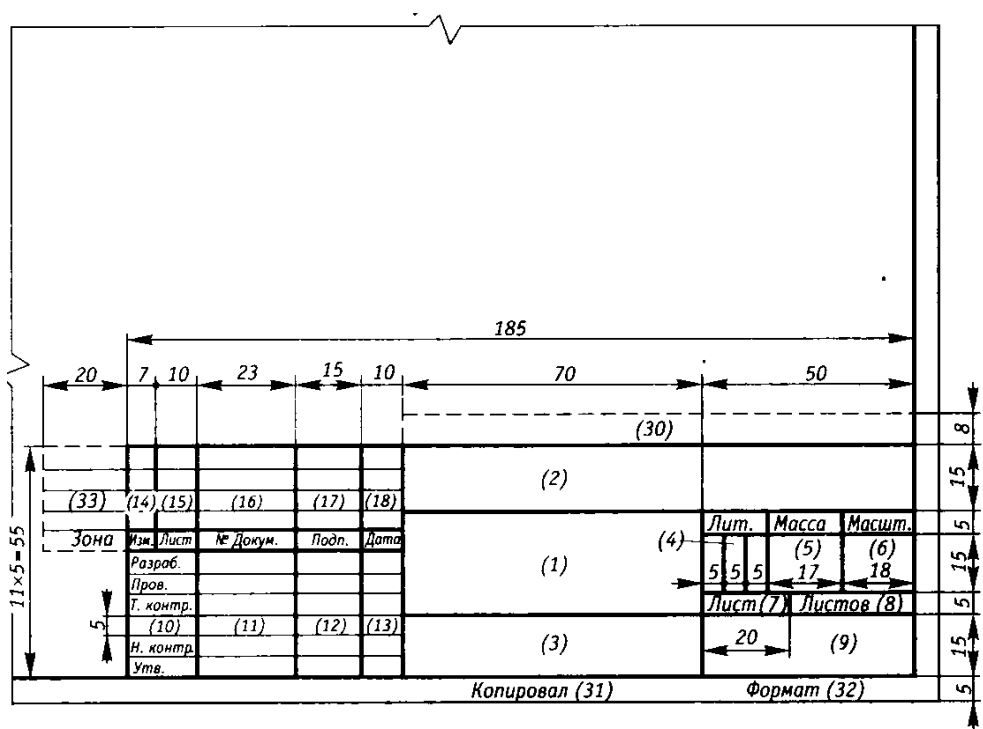 185
20 7 10 23 15 10 70 50
(30) 8
(2) 15
(33) (14) (15) (16) (17) (18)
Лит. Масса Масшт. 5
Зона Изм. Лист № Докум. Подп. Дата
(4) (5) (6)
Разраб. (1) 5 5 5 17 18 15
Пров.
Т. контр. Лист (7) Листов (8) 5
11×5=55
5 (10) (11) (12) (13)
Н. контр. (3) 20 (9) 15
Утв.
Копировал (31) Формат (32) 5